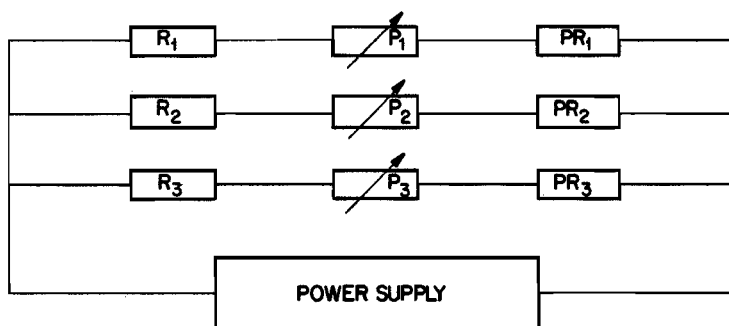 R₁ P₁ PR₁
R₂ P₂ PR₂
R₃ P₃ PR₃
POWER SUPPLY